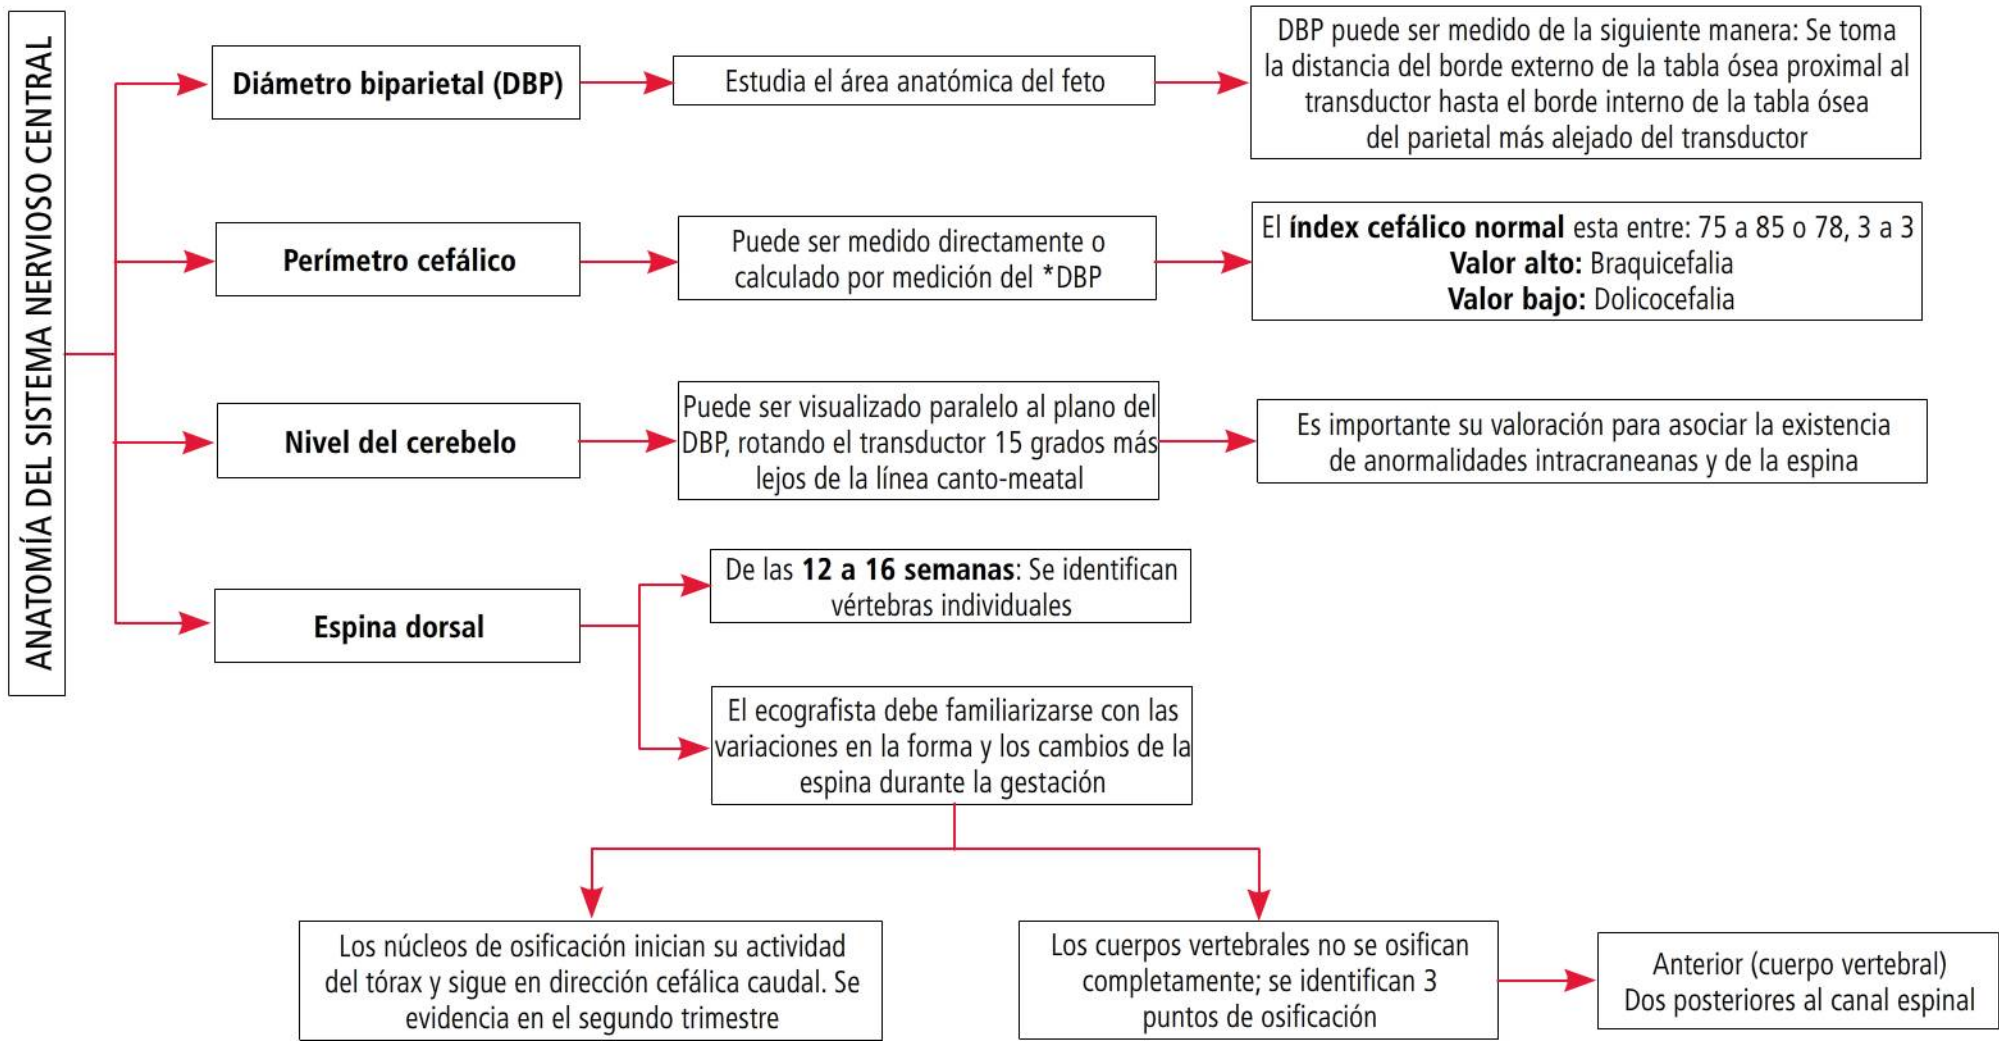 ANATOMÍA DEL SISTEMA NERVIOSO CENTRAL
Diámetro biparietal (DBP)
Estudia el área anatómica del feto
DBP puede ser medido de la siguiente manera: Se toma
la distancia del borde externo de la tabla ósea proximal al
transductor hasta el borde interno de la tabla ósea
del parietal más alejado del transductor
Perímetro cefálico
Puede ser medido directamente o
calculado por medición del *DBP
El índex cefálico normal esta entre: 75 a 85 o 78, 3 a 3
Valor alto: Braquicefalia
Valor bajo: Dolicocefalia
Nivel del cerebelo
Puede ser visualizado paralelo al plano del
DBP, rotando el transductor 15 grados más
lejos de la línea canto-meatal
Es importante su valoración para asociar la existencia
de anormalidades intracraneanas y de la espina
Espina dorsal
De las 12 a 16 semanas: Se identifican
vértebras individuales
El ecografista debe familiarizarse con las
variaciones en la forma y los cambios de la
espina durante la gestación
Los núcleos de osificación inician su actividad
del tórax y sigue en dirección cefálica caudal. Se
evidencia en el segundo trimestre
Los cuerpos vertebrales no se osifican
completamente; se identifican 3
puntos de osificación
Anterior (cuerpo vertebral)
Dos posteriores al canal espinal